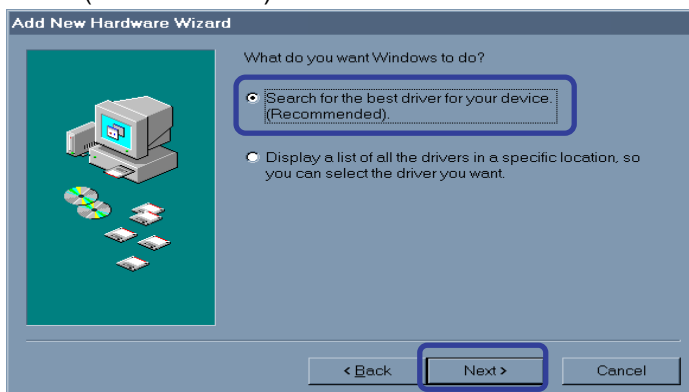 Add New Hardware Wizard
What do you want Windows to do?
Search for the best driver for your device.
(Recommended).
Display a list of all the drivers in a specific location, so
you can select the driver you want.
< Back
Next >
Cancel